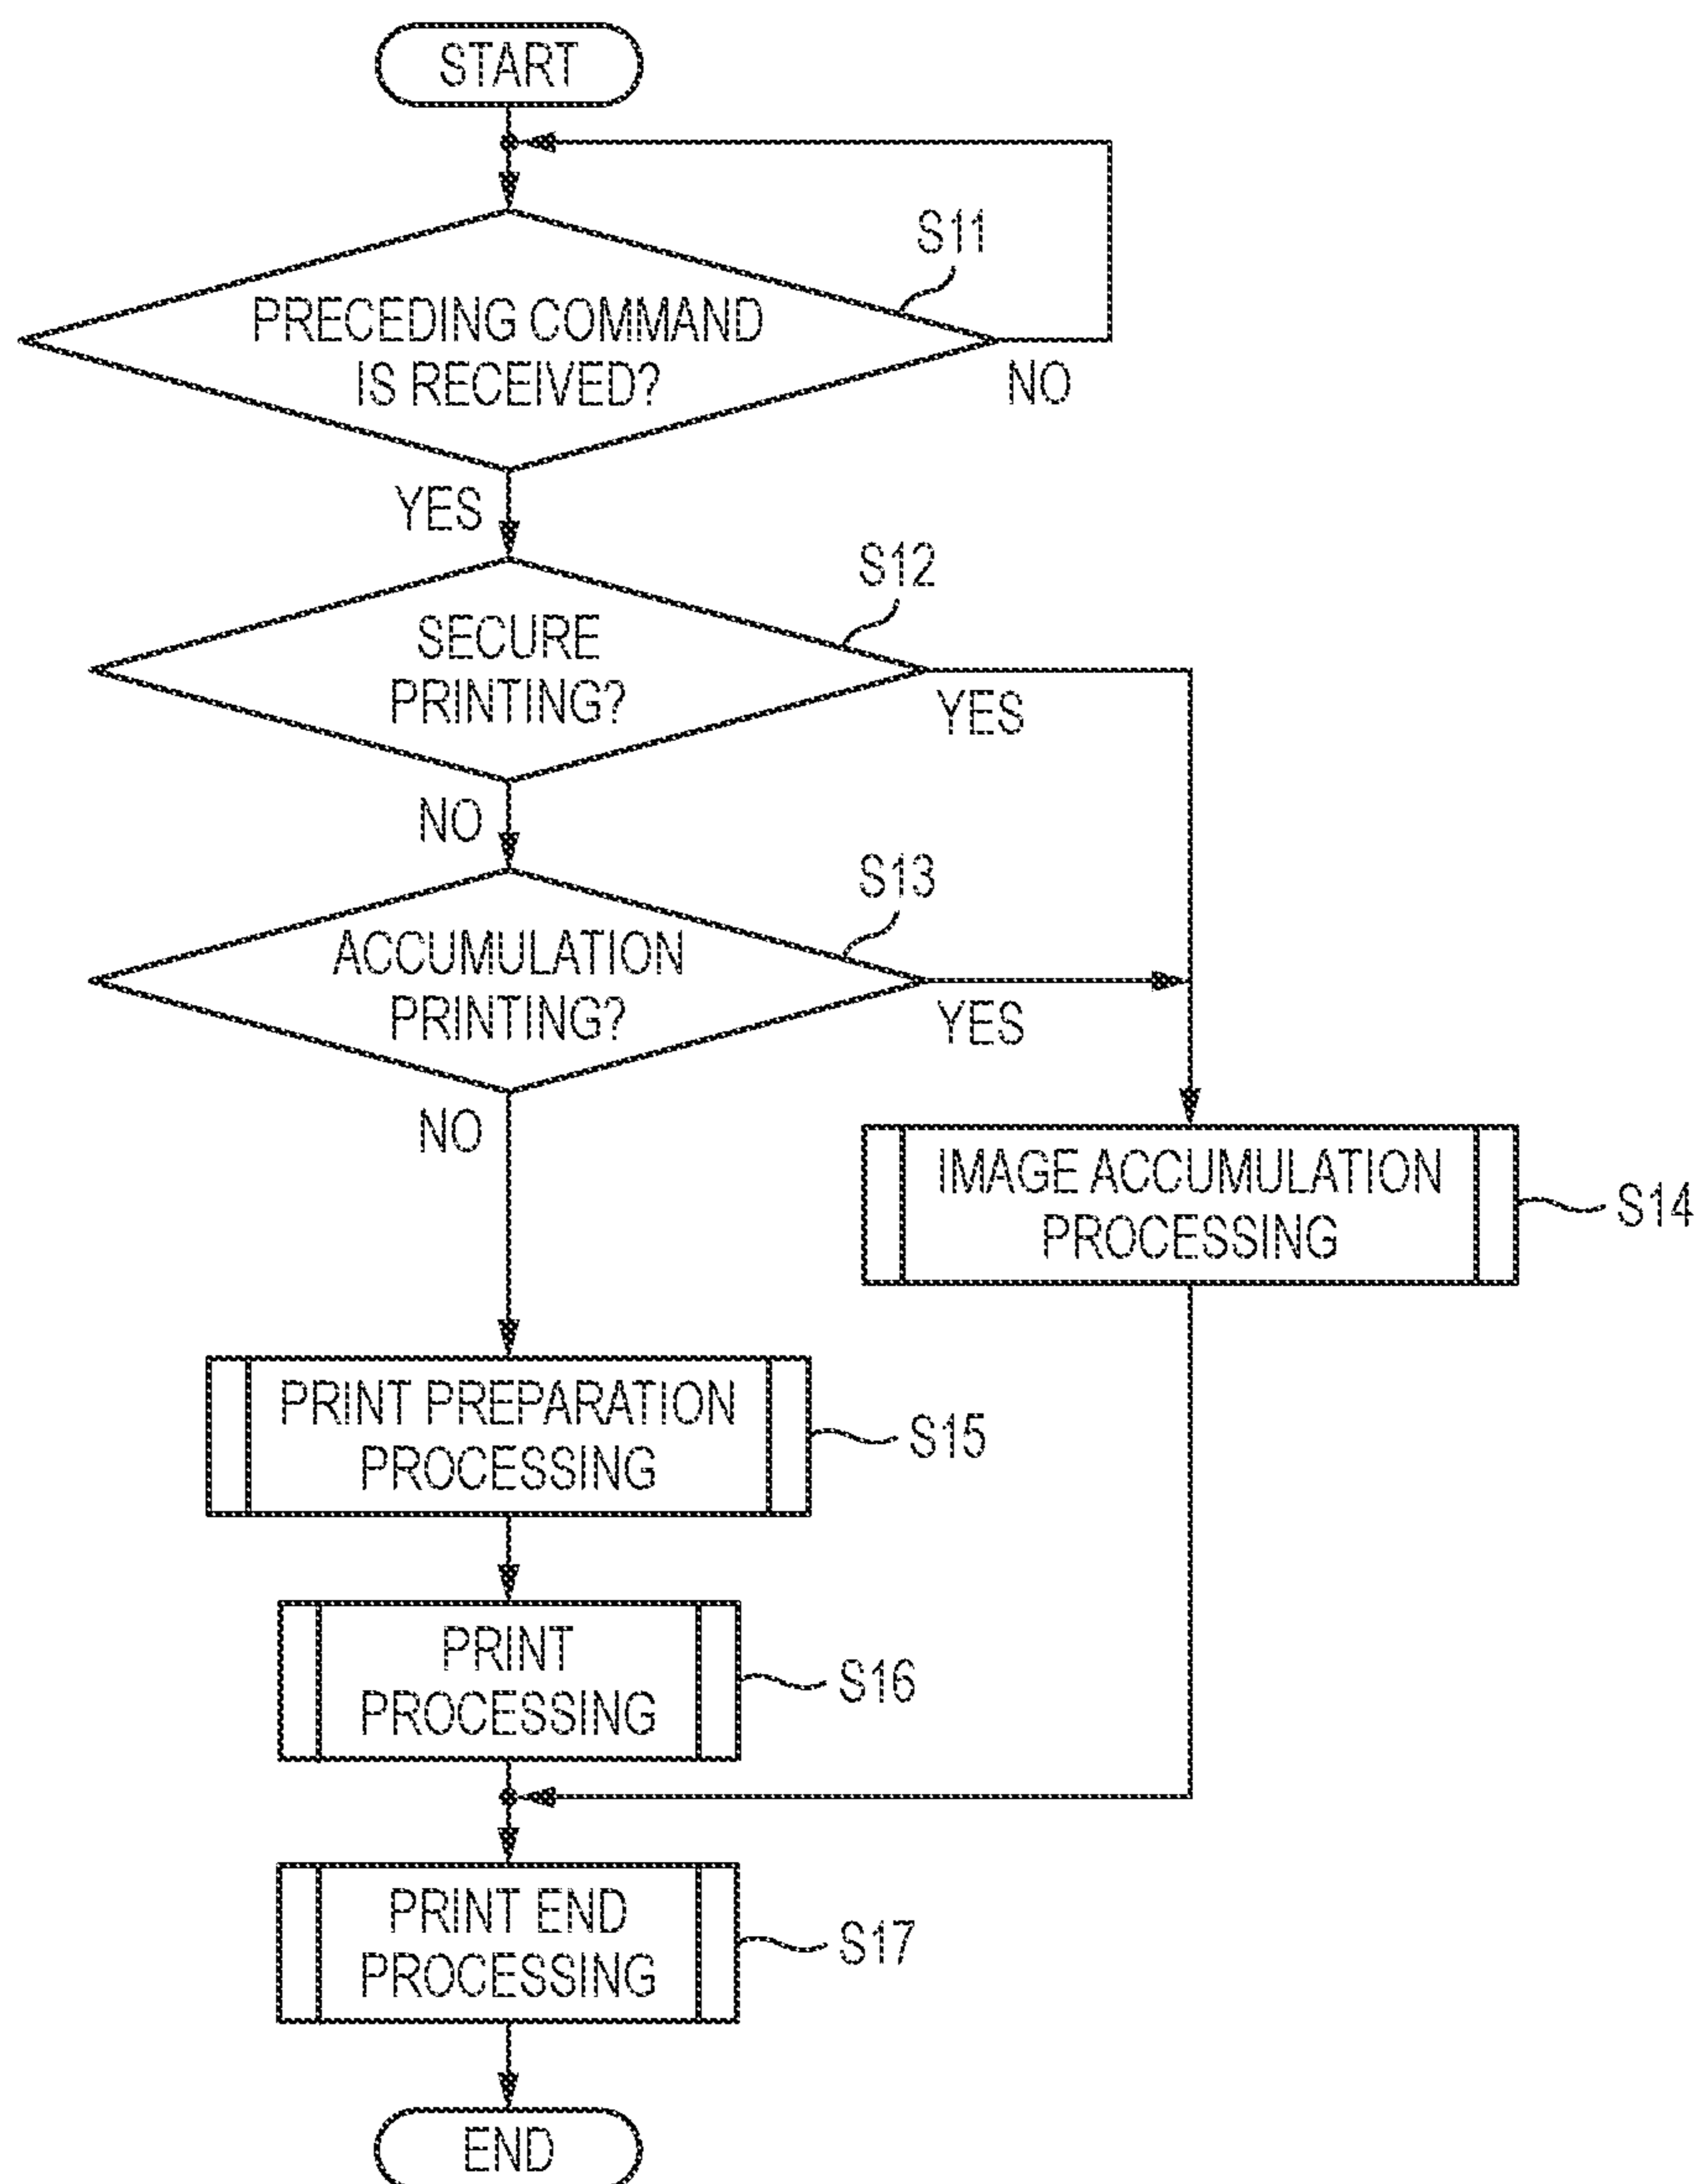 START
S11
PRECEDING COMMAND
IS RECEIVED?
NO
YES
S12
SECURE
PRINTING?
YES
NO
S13
ACCUMULATION
PRINTING?
YES
NO
IMAGE ACCUMULATION
PROCESSING
S14
PRINT PREPARATION
PROCESSING
S15
PRINT
PROCESSING
S16
PRINT END
PROCESSING
S17
END